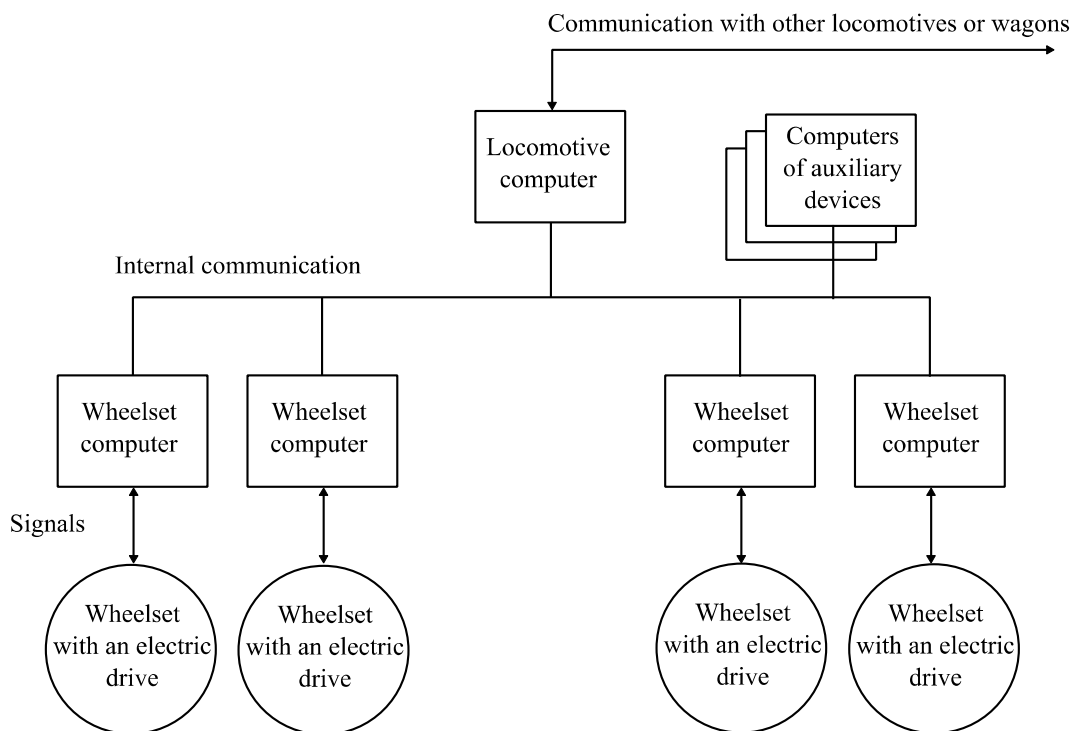 Communication with other locomotives or wagons
Locomotive
computer
Computers
of auxiliary
devices
Internal communication
Wheelset
computer
Wheelset
computer
Wheelset
computer
Wheelset
computer
Signals
Wheelset
with an electric
drive
Wheelset
with an electric
drive
Wheelset
with an electric
drive
Wheelset
with an electric
drive